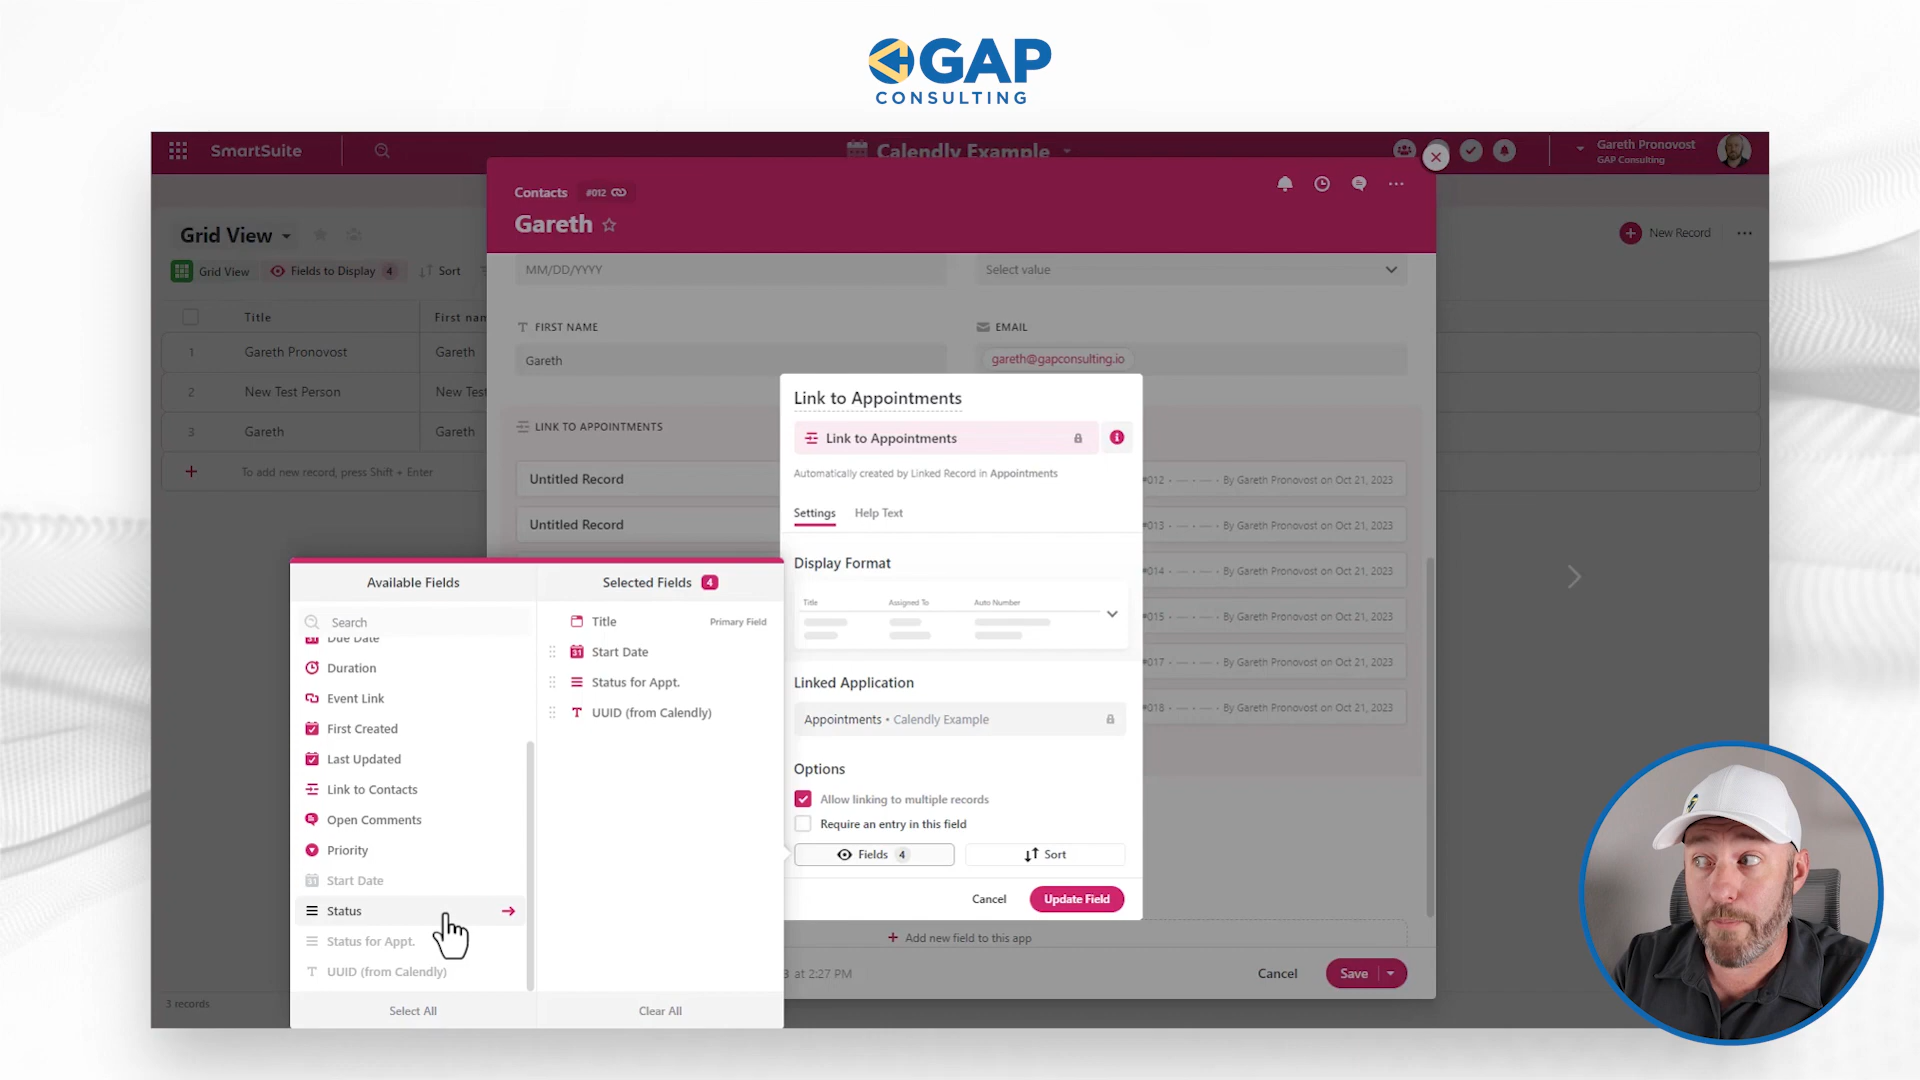 GAP
CONSULTING
SmartSuite
Calendly Example
Gareth Pronovost
GAP Consulting
Contacts #012
Gareth
Grid View
New Record
Grid View Fields to Display 4 Sort
MM/DD/YYYY Select value
Title First nam
FIRST NAME EMAIL
1 Gareth Pronovost Gareth
Gareth gareth@gapconsulting.io
2 New Test Person New Test
3 Gareth Gareth
To add new record, press Shift + Enter
LINK TO APPOINTMENTS
Untitled Record #012 • — • — • By Gareth Pronovost on Oct 21, 2023
Untitled Record #013 • — • — • By Gareth Pronovost on Oct 21, 2023
#014 • — • — • By Gareth Pronovost on Oct 21, 2023
#015 • — • — • By Gareth Pronovost on Oct 21, 2023
#017 • — • — • By Gareth Pronovost on Oct 21, 2023
#018 • — • — • By Gareth Pronovost on Oct 21, 2023
Link to Appointments
Link to Appointments
Automatically created by Linked Record in Appointments
Settings Help Text
Display Format
Title Assigned To Auto Number
Linked Application
Appointments • Calendly Example
Options
Allow linking to multiple records
Require an entry in this field
Fields 4 Sort
Cancel Update Field
Available Fields
Search
Due Date
Duration
Event Link
First Created
Last Updated
Link to Contacts
Open Comments
Priority
Start Date
Status
Status for Appt.
UUID (from Calendly)
Select All
Selected Fields 4
Title Primary Field
Start Date
Status for Appt.
UUID (from Calendly)
Clear All
Add new field to this app
3 at 2:27 PM
Cancel Save
3 records